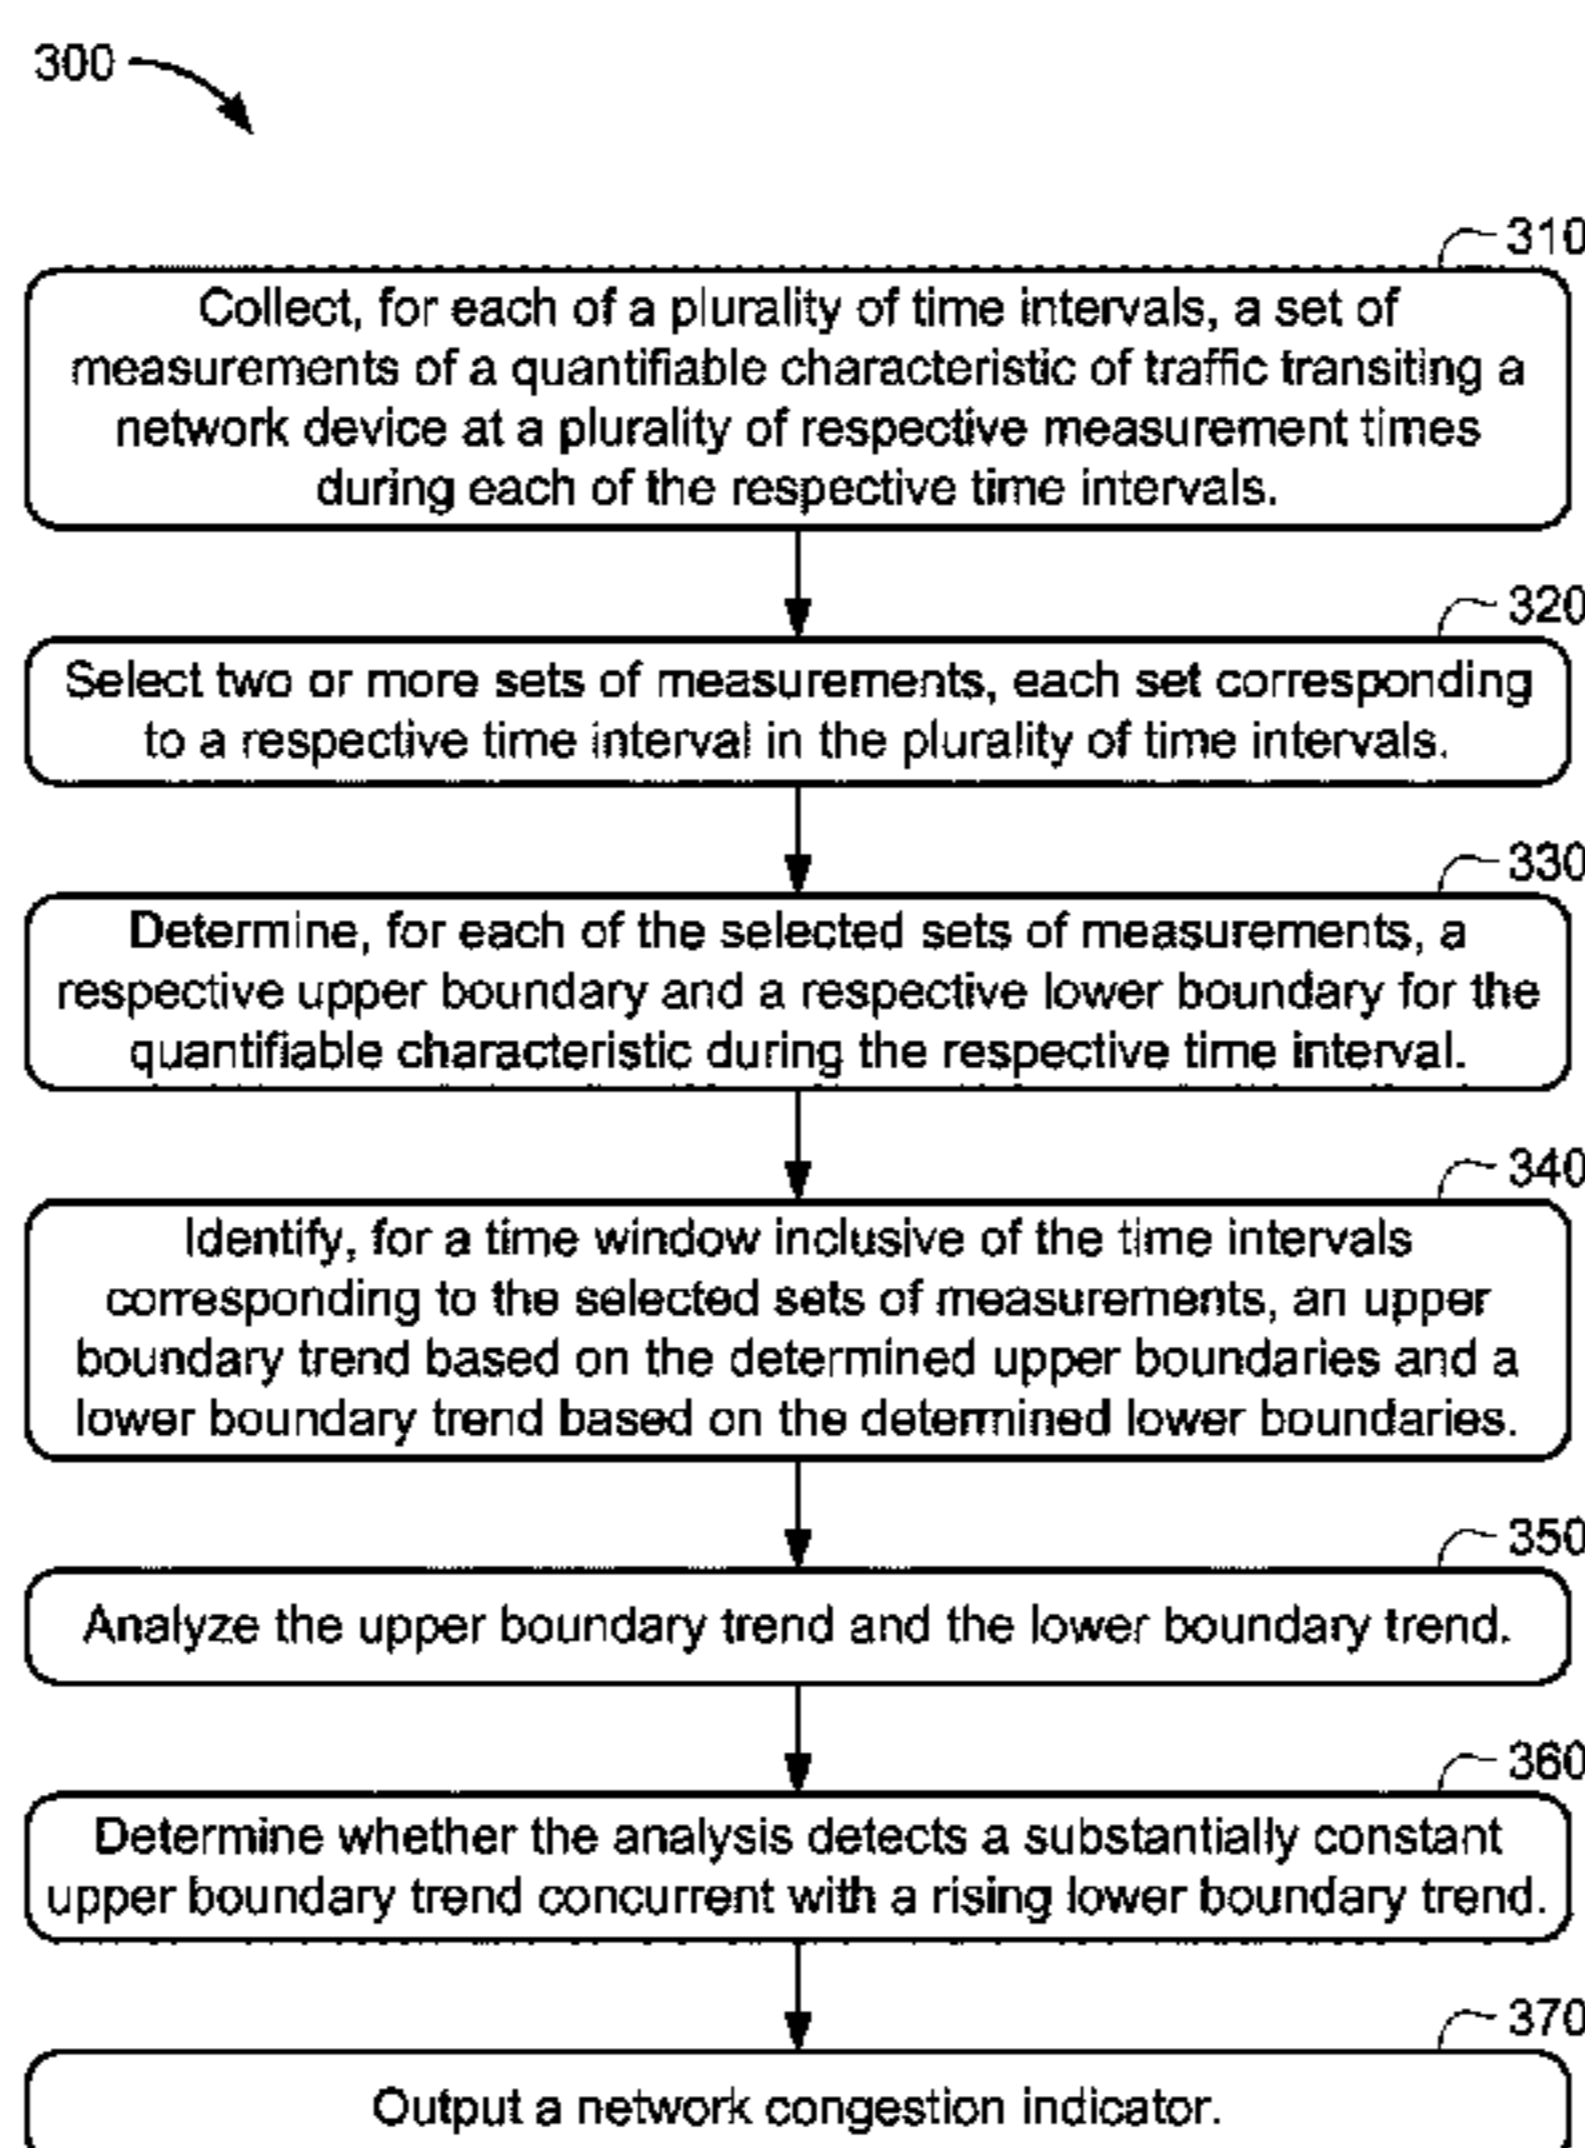 300
310
Collect, for each of a plurality of time intervals, a set of
measurements of a quantifiable characteristic of traffic transiting a
network device at a plurality of respective measurement times
during each of the respective time intervals.
320
Select two or more sets of measurements, each set corresponding
to a respective time interval in the plurality of time intervals.
330
Determine, for each of the selected sets of measurements, a
respective upper boundary and a respective lower boundary for the
quantifiable characteristic during the respective time interval.
340
Identify, for a time window inclusive of the time intervals
corresponding to the selected sets of measurements, an upper
boundary trend based on the determined upper boundaries and a
lower boundary trend based on the determined lower boundaries.
350
Analyze the upper boundary trend and the lower boundary trend.
360
Determine whether the analysis detects a substantially constant
upper boundary trend concurrent with a rising lower boundary trend.
370
Output a network congestion indicator.